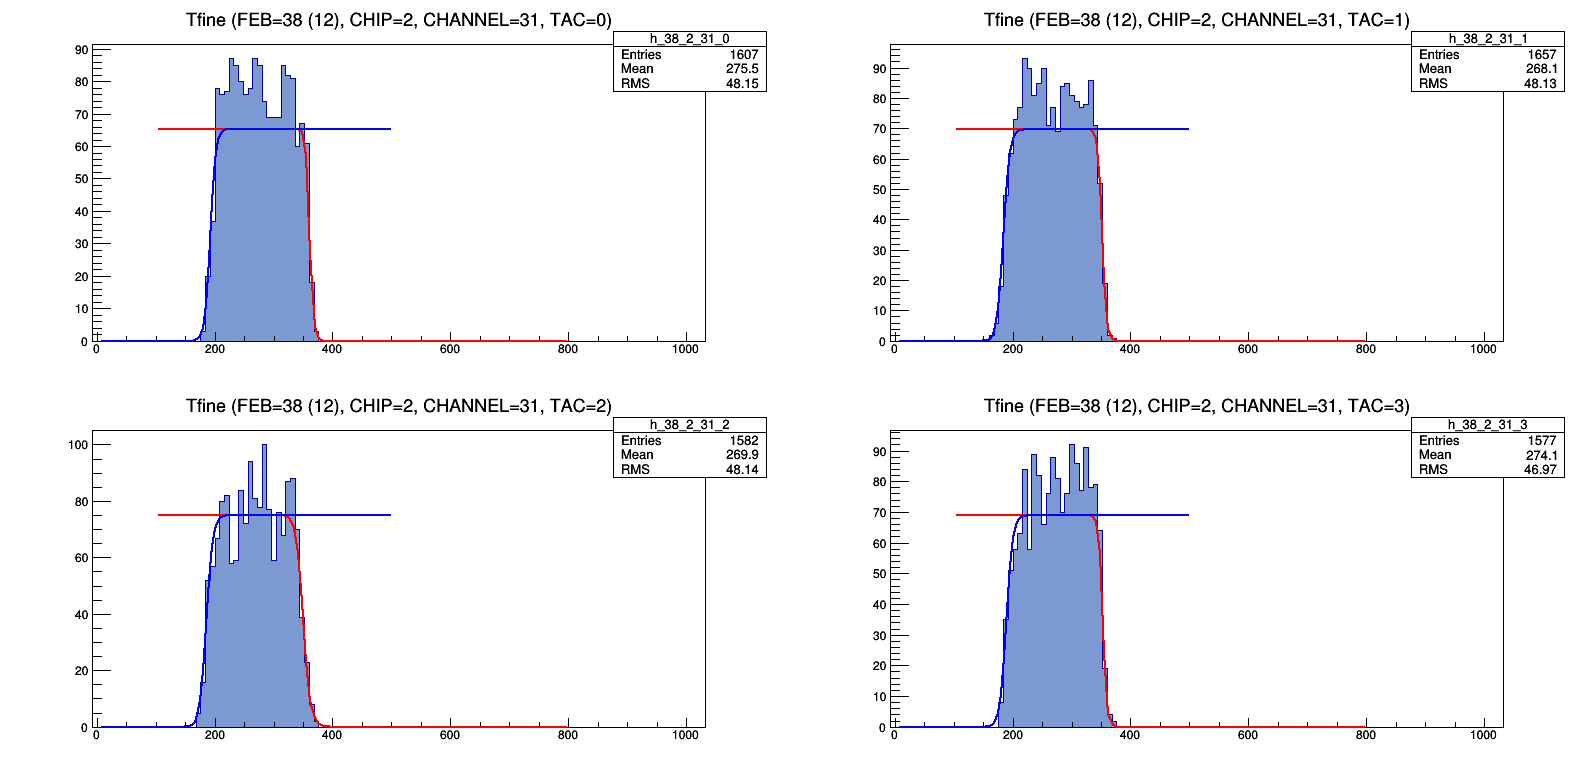 Tfine (FEB=38 (12), CHIP=2, CHANNEL=31, TAC=0)
h_38_2_31_0
Entries 1607
Mean 275.5
RMS 48.15
90
80
70
60
50
40
30
20
10
0
0 200 400 600 800 1000
Tfine (FEB=38 (12), CHIP=2, CHANNEL=31, TAC=1)
h_38_2_31_1
Entries 1657
Mean 268.1
RMS 48.13
90
80
70
60
50
40
30
20
10
0
0 200 400 600 800 1000
Tfine (FEB=38 (12), CHIP=2, CHANNEL=31, TAC=2)
h_38_2_31_2
Entries 1582
Mean 269.9
RMS 48.14
100
80
60
40
20
0
0 200 400 600 800 1000
Tfine (FEB=38 (12), CHIP=2, CHANNEL=31, TAC=3)
h_38_2_31_3
Entries 1577
Mean 274.1
RMS 46.97
90
80
70
60
50
40
30
20
10
0
0 200 400 600 800 1000